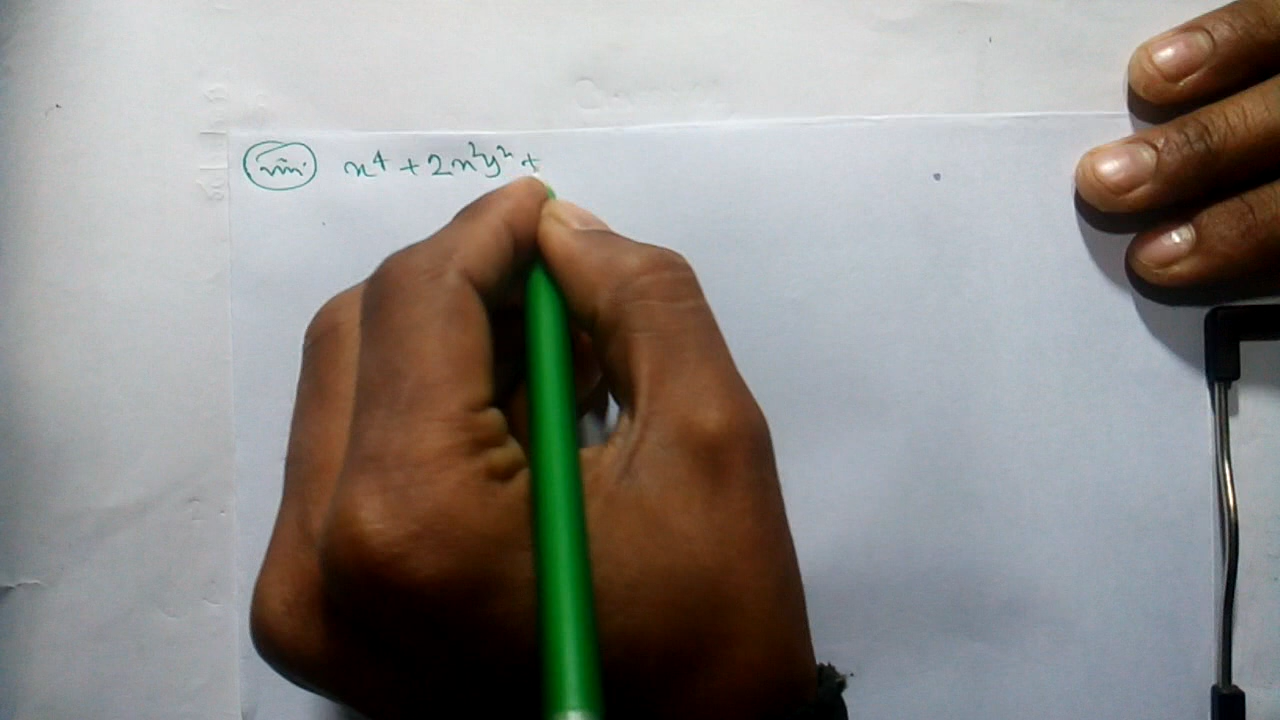 (viii) x⁴ + 2x²y² +